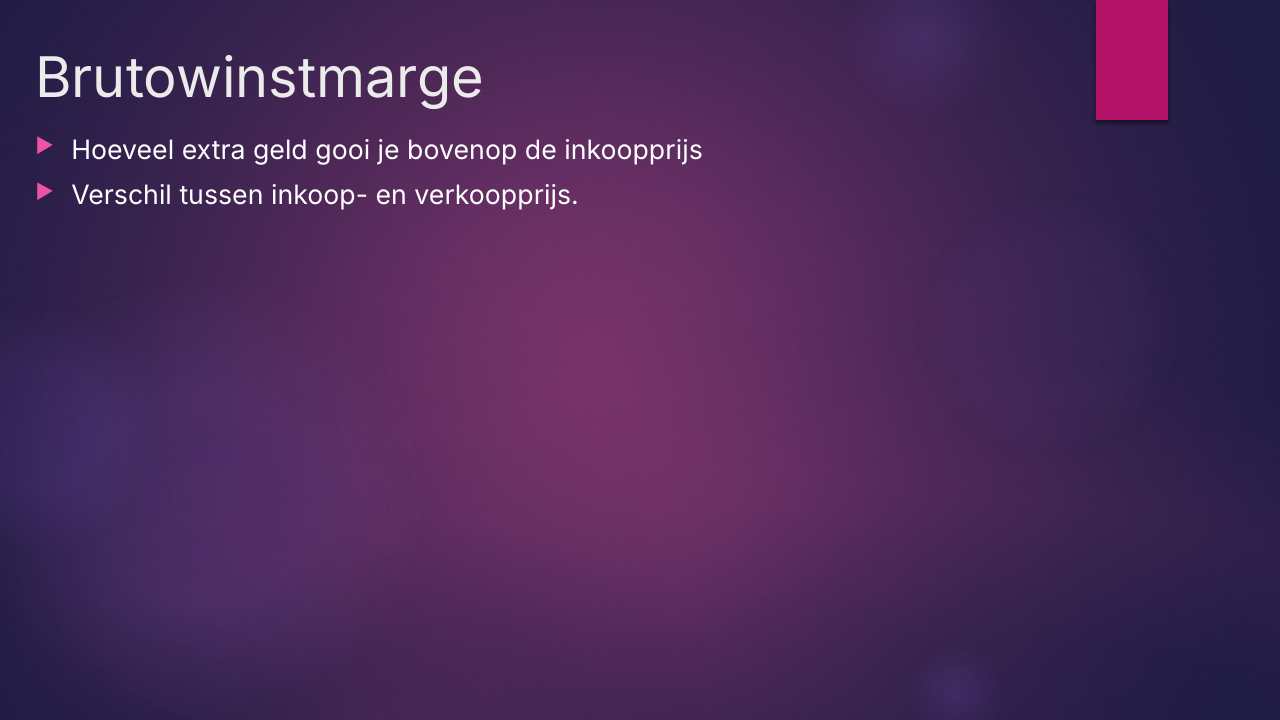 Brutowinstmarge
Hoeveel extra geld gooi je bovenop de inkoopprijs
Verschil tussen inkoop- en verkoopprijs.